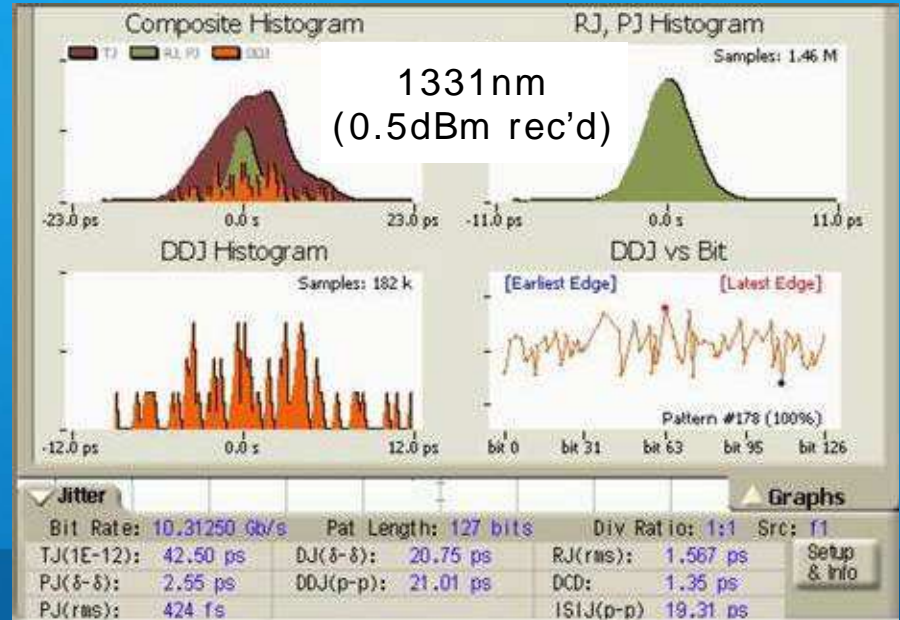 Composite Histogram
RJ, PJ Histogram
TJ RJ, PJ DDJ
Samples: 1.46 M
1331nm
(0.5dBm rec'd)
-23.0 ps 0.0 s 23.0 ps
-11.0 ps 0.0 s 11.0 ps
DDJ Histogram
DDJ vs Bit
Samples: 182 k
[Earliest Edge] [Latest Edge]
Pattern #178 (100%)
-12.0 ps 0.0 s 12.0 ps
bit 0 bit 31 bit 63 bit 95 bit 126
Jitter
Graphs
Bit Rate: 10.31250 Gb/s Pat Length: 127 bits Div Ratio: 1:1 Src: f1
TJ(1E-12): 42.50 ps DJ(δ-δ): 20.75 ps RJ(rms): 1.567 ps
PJ(δ-δ): 2.55 ps DDJ(p-p): 21.01 ps DCD: 1.35 ps
PJ(rms): 424 fs ISIJ(p-p) 19.31 ps
Setup
& Info